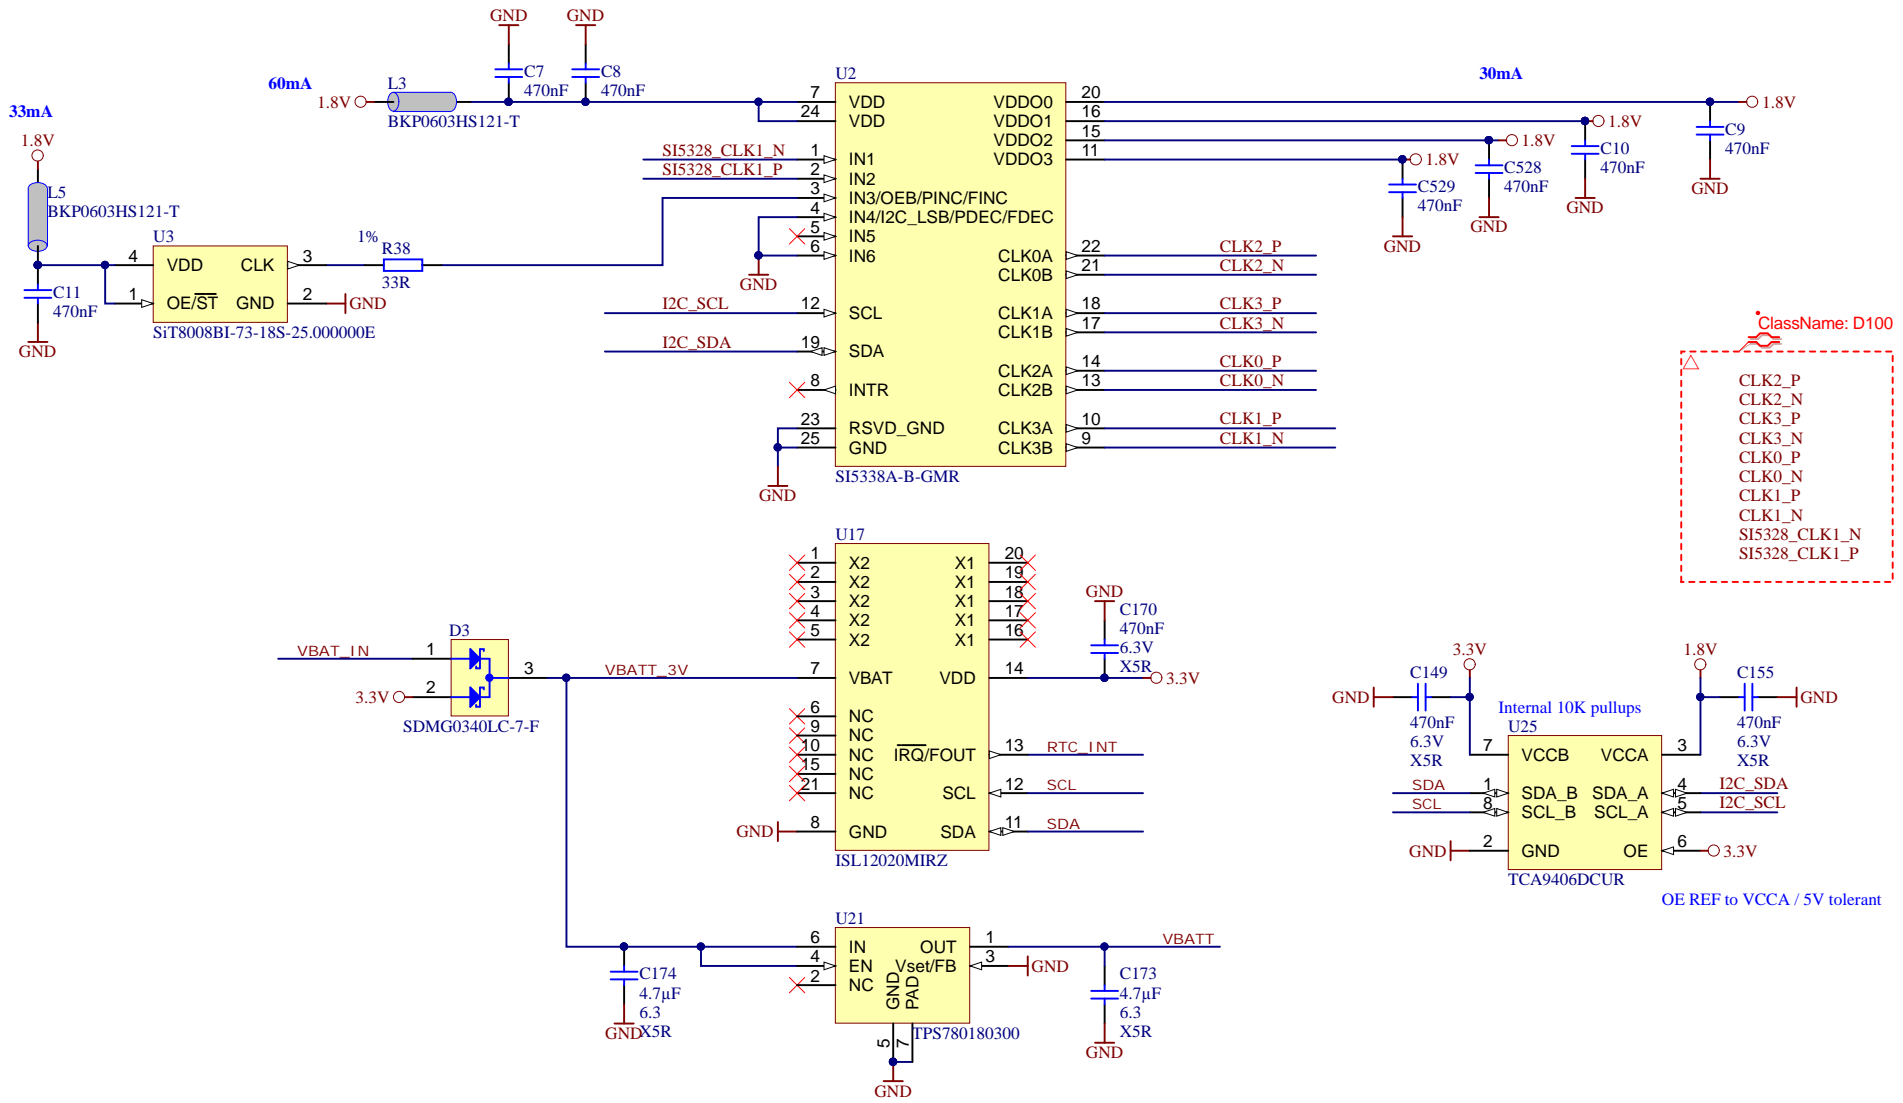 33mA
1.8V
L5
BKP0603HS121-T
C11
470nF
GND
U3
4
VDD
CLK
3
1
OE/ST
GND
2
GND
SiT8008BI-73-18S-25.000000E
1%
R38
33R
60mA
1.8V
L3
BKP0603HS121-T
GND
C7
470nF
GND
C8
470nF
U2
7
VDD
24
VDD
SI5328_CLK1_N
1
IN1
SI5328_CLK1_P
2
IN2
3
IN3/OEB/PINC/FINC
4
IN4/I2C_LSB/PDEC/FDEC
5
IN5
6
IN6
GND
I2C_SCL
12
SCL
I2C_SDA
19
SDA
8
INTR
23
RSVD_GND
25
GND
GND
SI5338A-B-GMR
VDDO0
20
VDDO1
16
VDDO2
15
VDDO3
11
CLK0A
22
CLK2_P
CLK0B
21
CLK2_N
CLK1A
18
CLK3_P
CLK1B
17
CLK3_N
CLK2A
14
CLK0_P
CLK2B
13
CLK0_N
CLK3A
10
CLK1_P
CLK3B
9
CLK1_N
30mA
1.8V
C9
470nF
GND
1.8V
C10
470nF
GND
1.8V
C528
470nF
GND
1.8V
C529
470nF
GND
ClassName: D100
CLK2_P
CLK2_N
CLK3_P
CLK3_N
CLK0_P
CLK0_N
CLK1_P
CLK1_N
SI5328_CLK1_N
SI5328_CLK1_P
U17
1
X2
2
X2
3
X2
4
X2
5
X2
7
VBAT
6
NC
9
NC
10
NC
15
NC
21
NC
GND
8
GND
X1
20
X1
19
X1
18
X1
17
X1
16
VDD
14
3.3V
GND
C170
470nF
6.3V
X5R
IRQ/FOUT
13
RTC_INT
SCL
12
SCL
SDA
11
SDA
ISL12020MIRZ
D3
VBAT_IN
1
3.3V
2
3
VBATT_3V
SDMG0340LC-7-F
U21
6
IN
4
EN
2
NC
OUT
1
VBATT
Vset/FB
3
GND
GND
PAD
5
7
GND
TPS780180300
C174
4.7µF
6.3
X5R
GND
C173
4.7µF
6.3
X5R
GND
3.3V
GND
C149
470nF
6.3V
X5R
1.8V
C155
GND
470nF
6.3V
X5R
Internal 10K pullups
U25
7
VCCB
VCCA
3
SDA
1
SDA_B
SDA_A
4
I2C_SDA
SCL
8
SCL_B
SCL_A
5
I2C_SCL
GND
2
GND
OE
6
3.3V
TCA9406DCUR
OE REF to VCCA / 5V tolerant